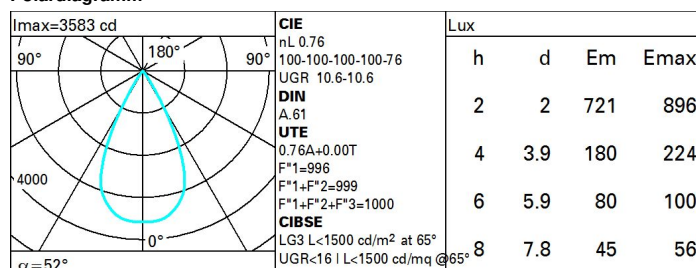 Imax=3583 cd
90°
180°
90°
4000
0°
α=52°
CIE
nL 0.76
100-100-100-100-76
UGR 10.6-10.6
DIN
A.61
UTE
0.76A+0.00T
F"1=996
F"1+F"2=999
F"1+F"2+F"3=1000
CIBSE
LG3 L<1500 cd/m² at 65°
UGR<16 | L<1500 cd/mq @65°
Lux
h d Em Emax
2 2 721 896
4 3.9 180 224
6 5.9 80 100
8 7.8 45 56